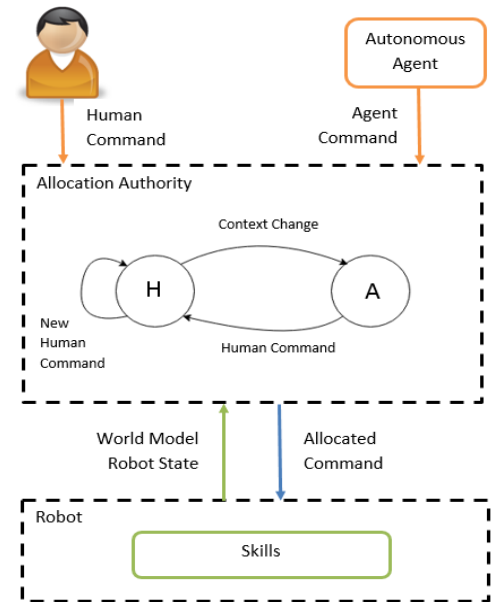 Autonomous
Agent
Human
Command
Agent
Command
Allocation Authority
Context Change
H
A
New
Human
Command
Human Command
World Model
Robot State
Allocated
Command
Robot
Skills